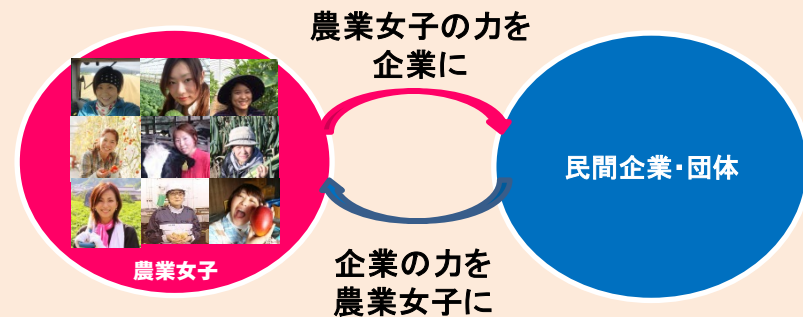 農業女子の力を
企業に
民間企業・団体
農業女子
企業の力を
農業女子に